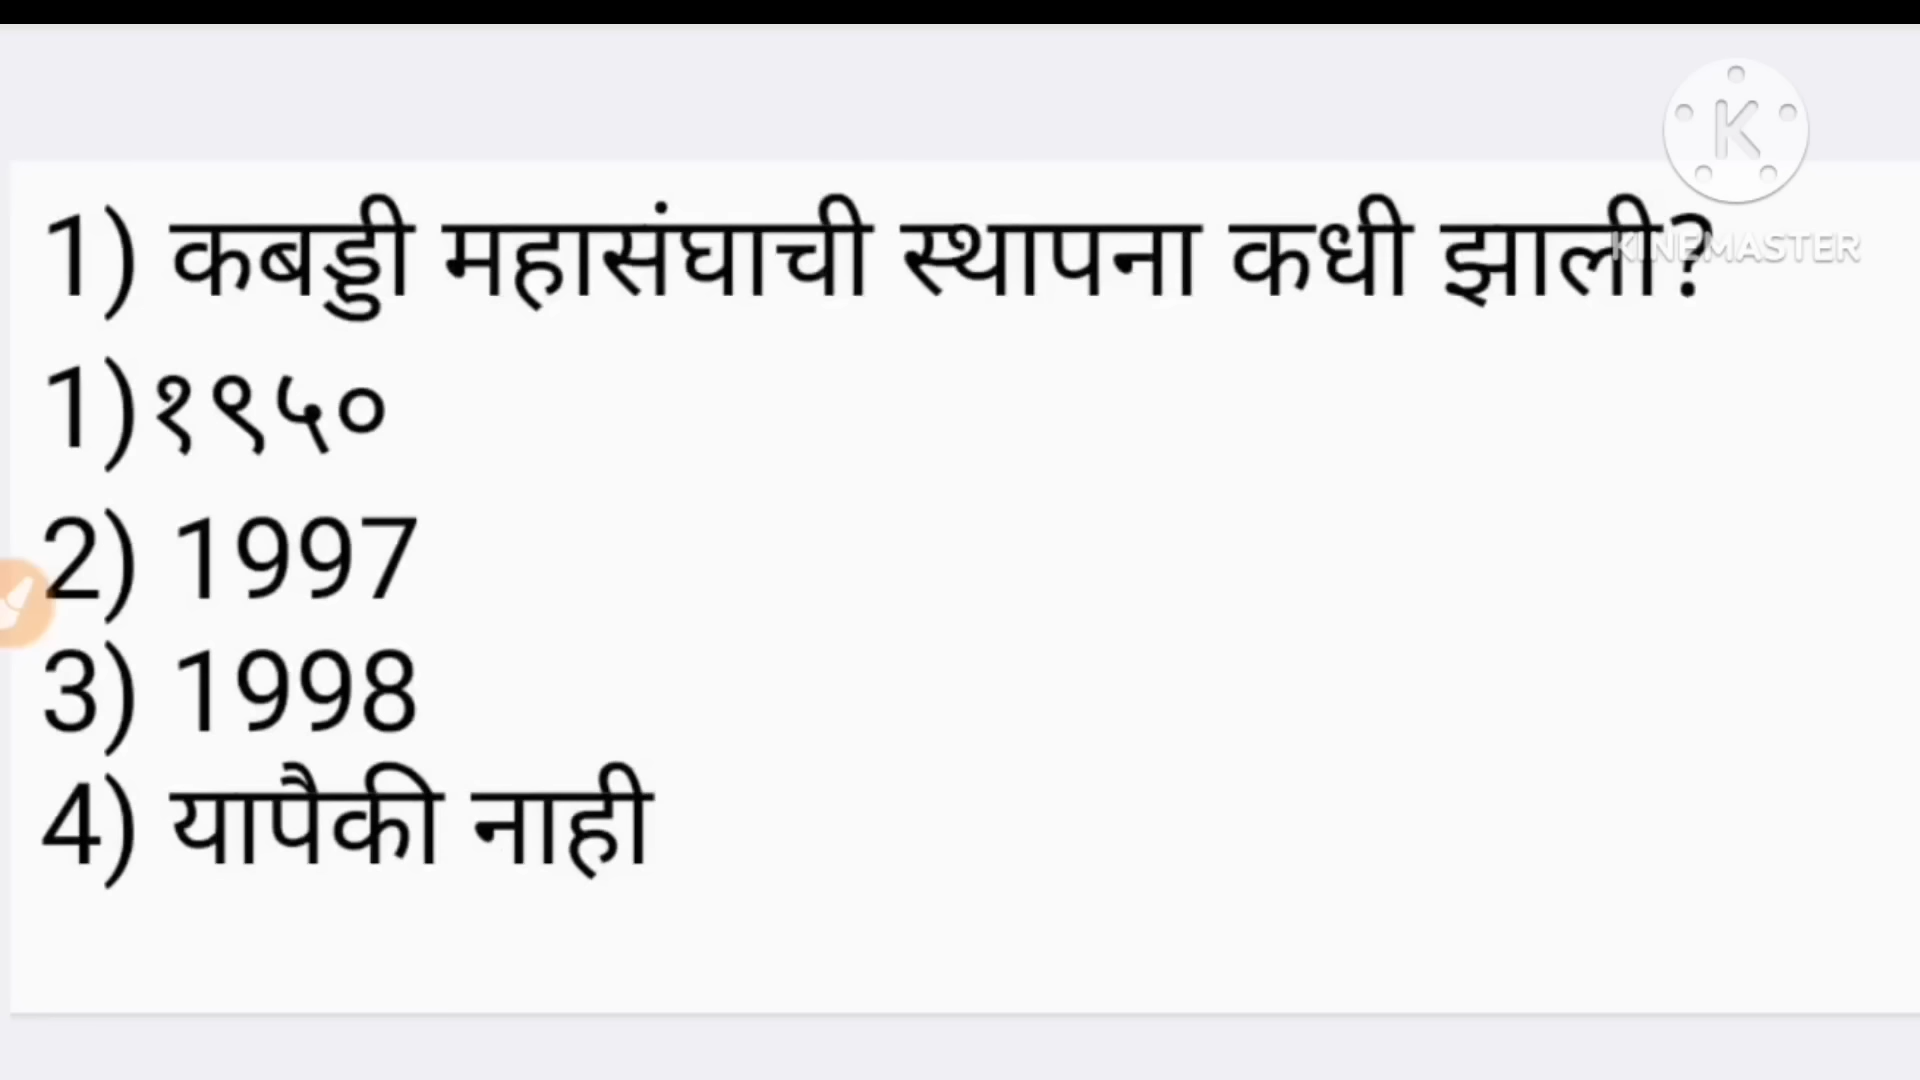 K
KINEMASTER
1) कबड्डी महासंघाची स्थापना कधी झाली?
1)१९५०
2) 1997
3) 1998
4) यापैकी नाही